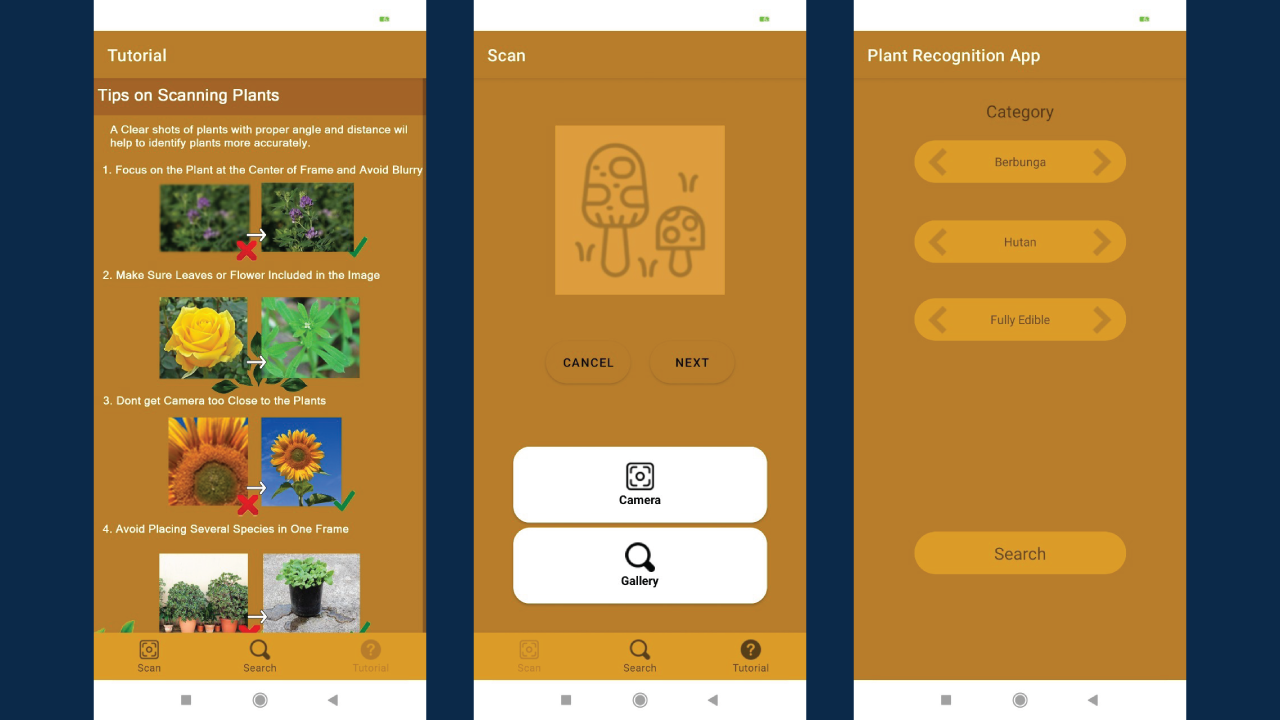 Tutorial
Tips on Scanning Plants
A Clear shots of plants with proper angle and distance wil
help to identify plants more accurately.
1. Focus on the Plant at the Center of Frame and Avoid Blurry
2. Make Sure Leaves or Flower Included in the Image
3. Dont get Camera too Close to the Plants
4. Avoid Placing Several Species in One Frame
Scan
Search
Tutorial
Scan
CANCEL
NEXT
Camera
Gallery
Scan
Search
Tutorial
Plant Recognition App
Category
Berbunga
Hutan
Fully Edible
Search